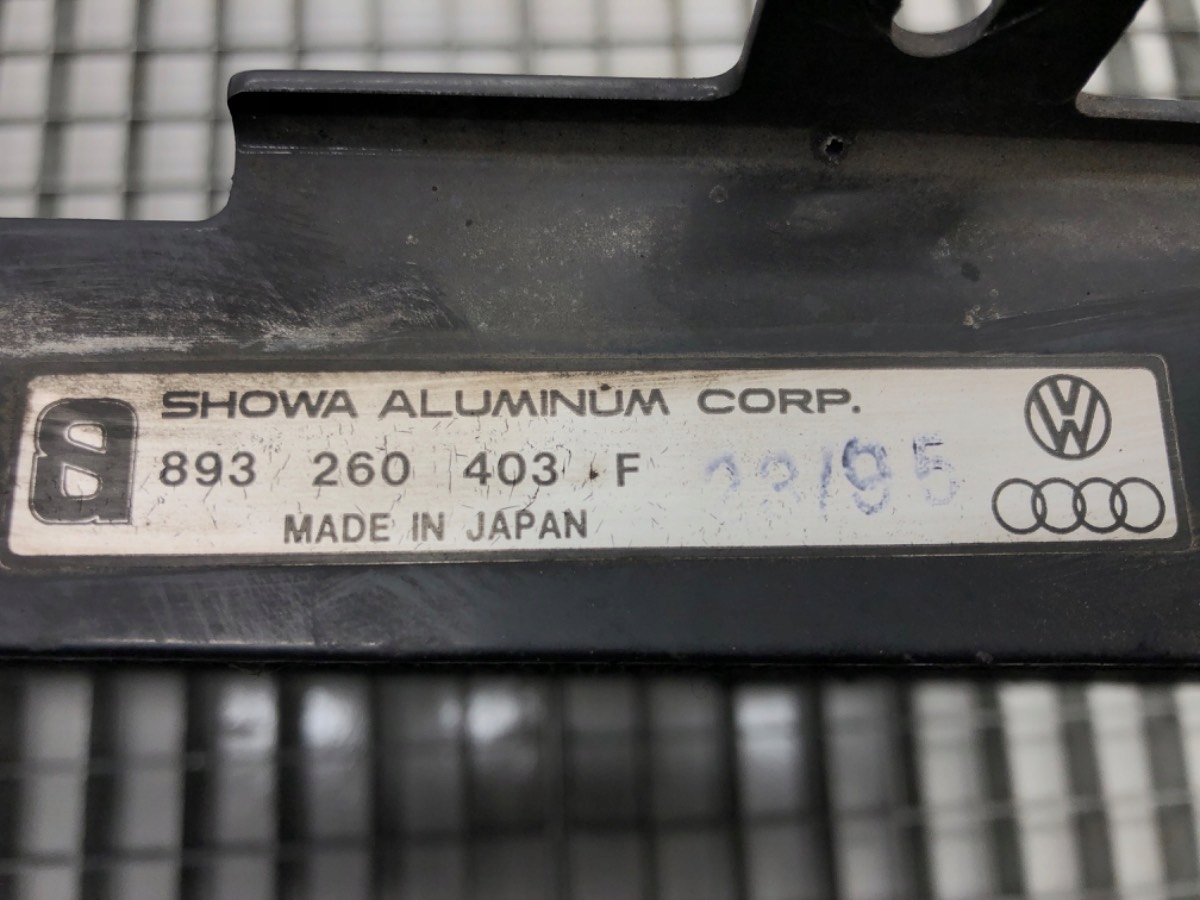 SHOWA ALUMINUM CORP.
893 260 403 F
MADE IN JAPAN